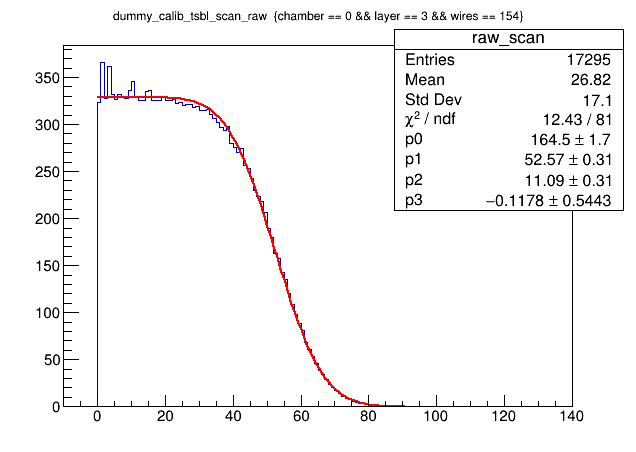 dummy_calib_tsbl_scan_raw {chamber == 0 && layer == 3 && wires == 154}
raw_scan
Entries 17295
Mean 26.82
Std Dev 17.1
χ² / ndf 12.43 / 81
p0 164.5 ± 1.7
p1 52.57 ± 0.31
p2 11.09 ± 0.31
p3 −0.1178 ± 0.5443
350
300
250
200
150
100
50
0
0 20 40 60 80 100 120 140